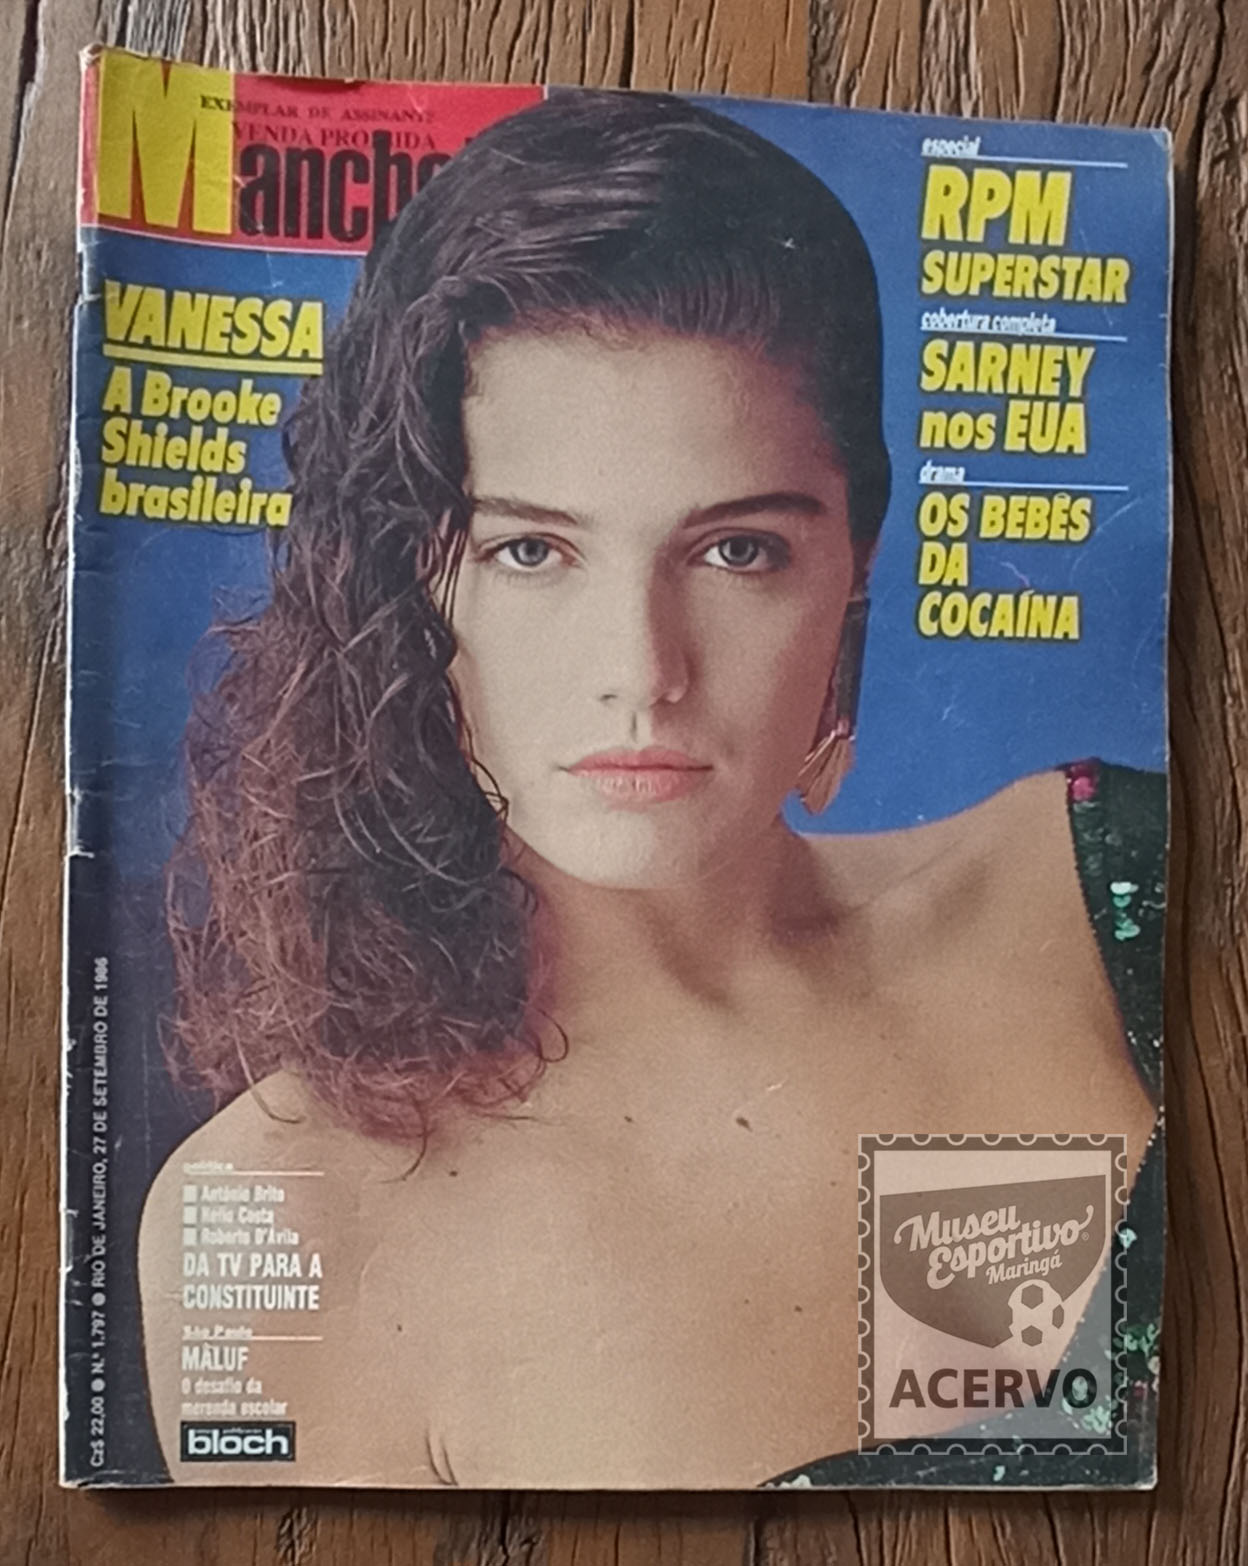 EXEMPLAR DE ASSINANTE
VENDA PROIBIDA
Manch
VANESSA
A Brooke
Shields
brasileira
especial
RPM
SUPERSTAR
cobertura completa
SARNEY
nos EUA
drama
OS BEBÊS
DA
COCAÍNA
política
Antônio Brito
Hélio Costa
Roberto D'Ávila
DA TV PARA A
CONSTITUINTE
São Paulo
MALUF
O desafio da
merenda escolar
bloch
Cz$ 22,00 ● N.º 1.797 ● RIO DE JANEIRO, 27 DE SETEMBRO DE 1986
Museu
Esportivo®
Maringá
ACERVO